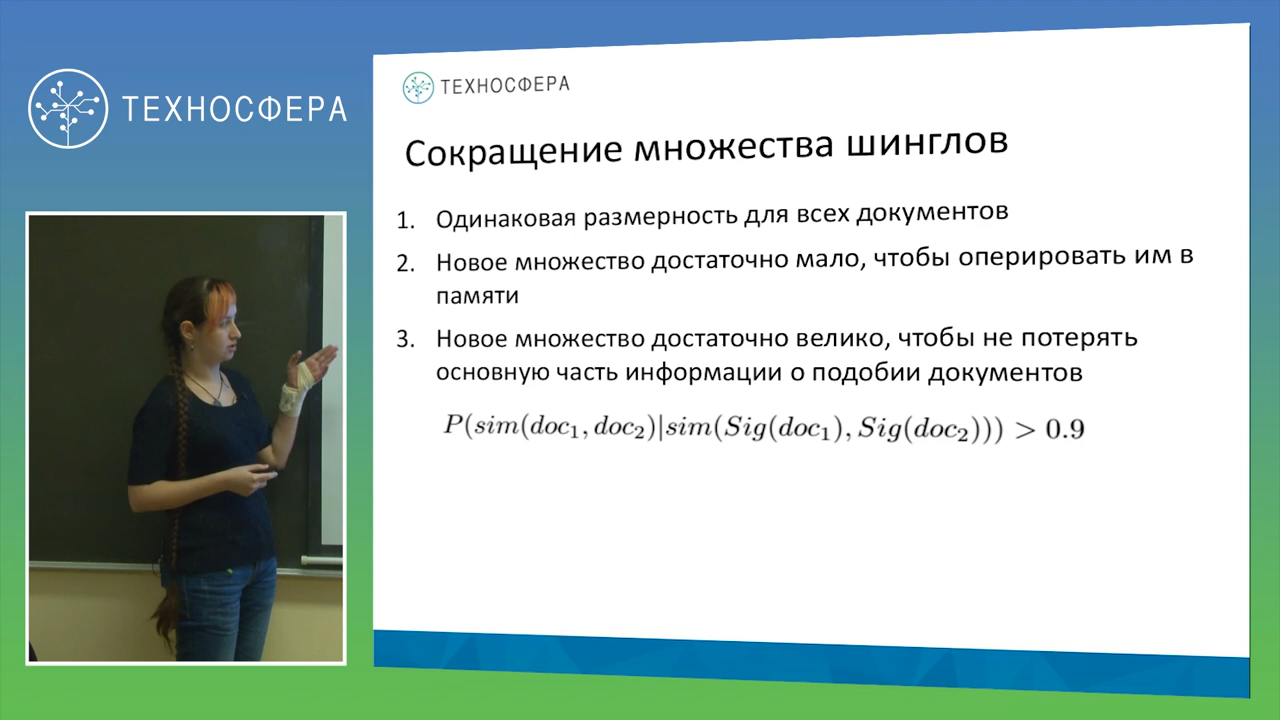 ТЕХНОСФЕРА
ТЕХНОСФЕРА
Сокращение множества шинглов
1. Одинаковая размерность для всех документов
2. Новое множество достаточно мало, чтобы оперировать им в
памяти
3. Новое множество достаточно велико, чтобы не потерять
основную часть информации о подобии документов
P(sim(doc₁, doc₂)|sim(Sig(doc₁), Sig(doc₂))) > 0.9